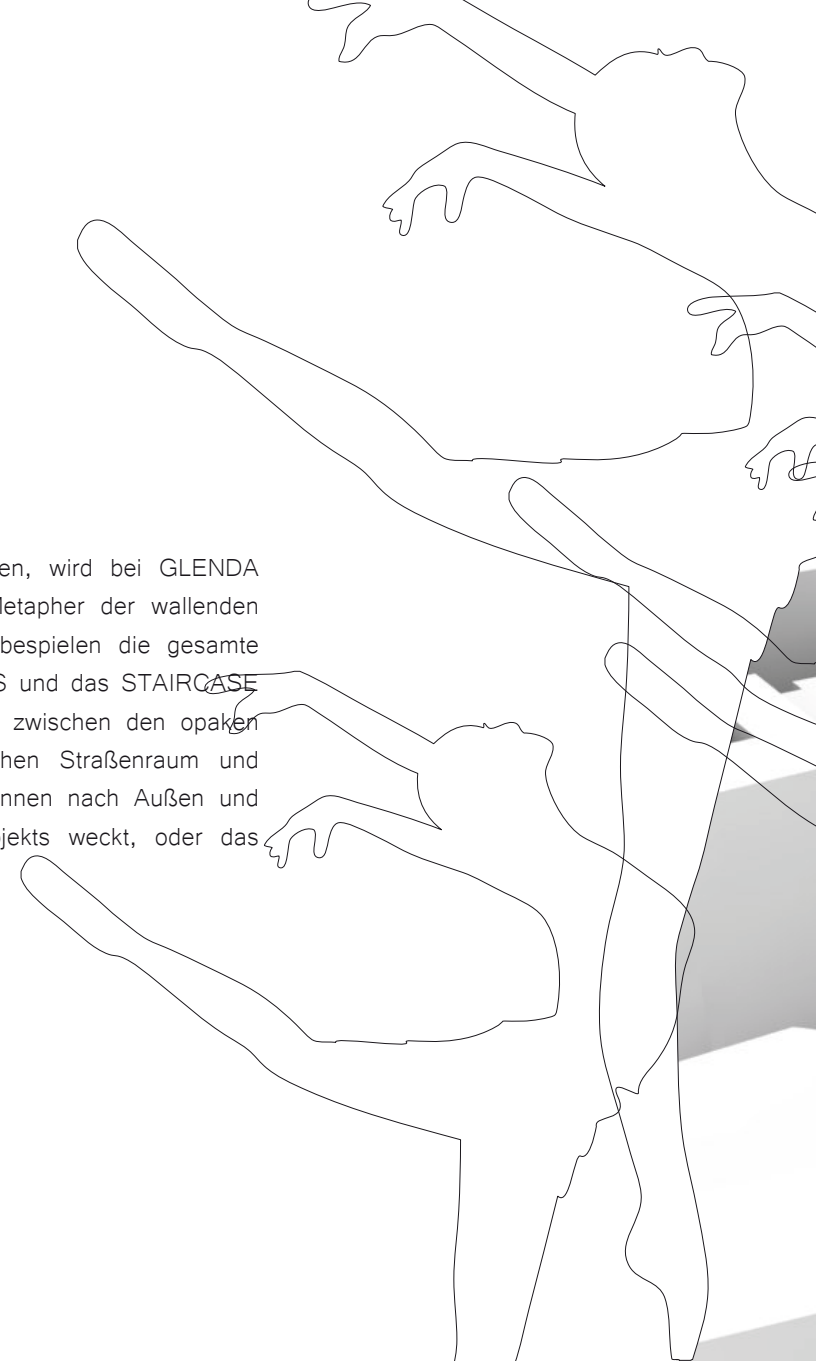 en, wird bei GLENDA
Metapher der wallenden
bespielen die gesamte
S und das STAIRCASE
zwischen den opaken
chen Straßenraum und
nnen nach Außen und
jekts weckt, oder das